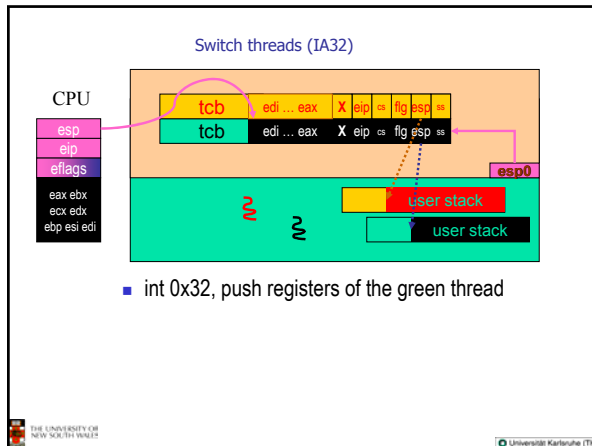 Switch threads (IA32)
CPU
esp
eip
eflags
eax ebx
ecx edx
ebp esi edi
tcb edi ... eax X eip cs flg esp ss
tcb edi ... eax X eip cs flg esp ss
esp0
user stack
user stack
int 0x32, push registers of the green thread
THE UNIVERSITY OF
NEW SOUTH WALES
© Universität Karlsruhe (TH